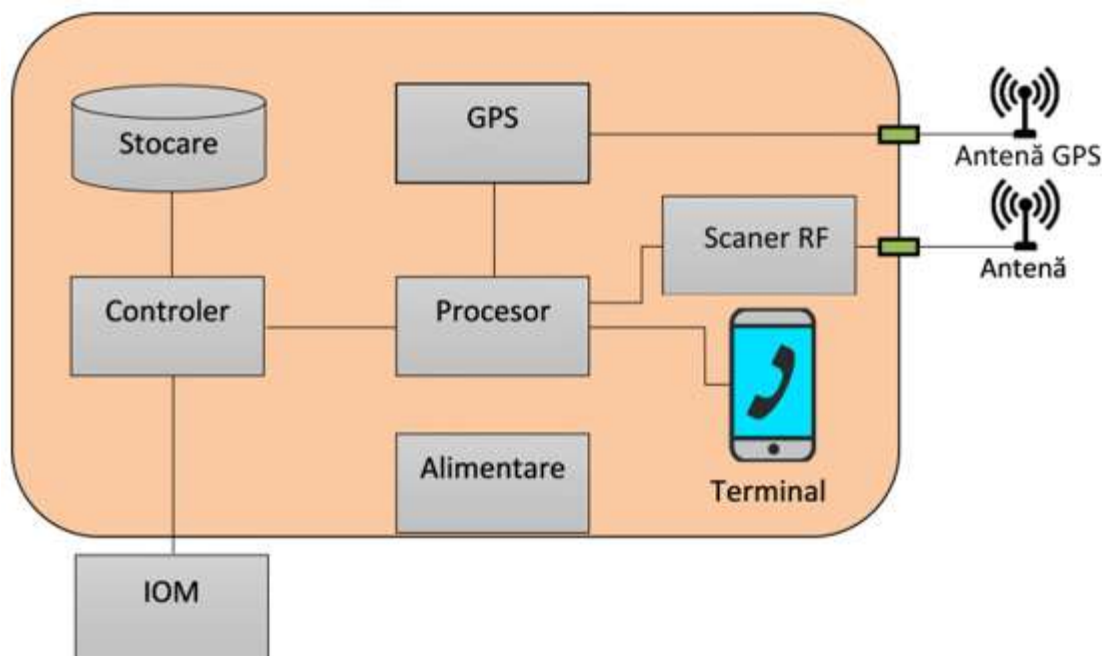 Stocare
GPS
Antenă GPS
Scaner RF
Antenă
Controler
Procesor
Alimentare
Terminal
IOM